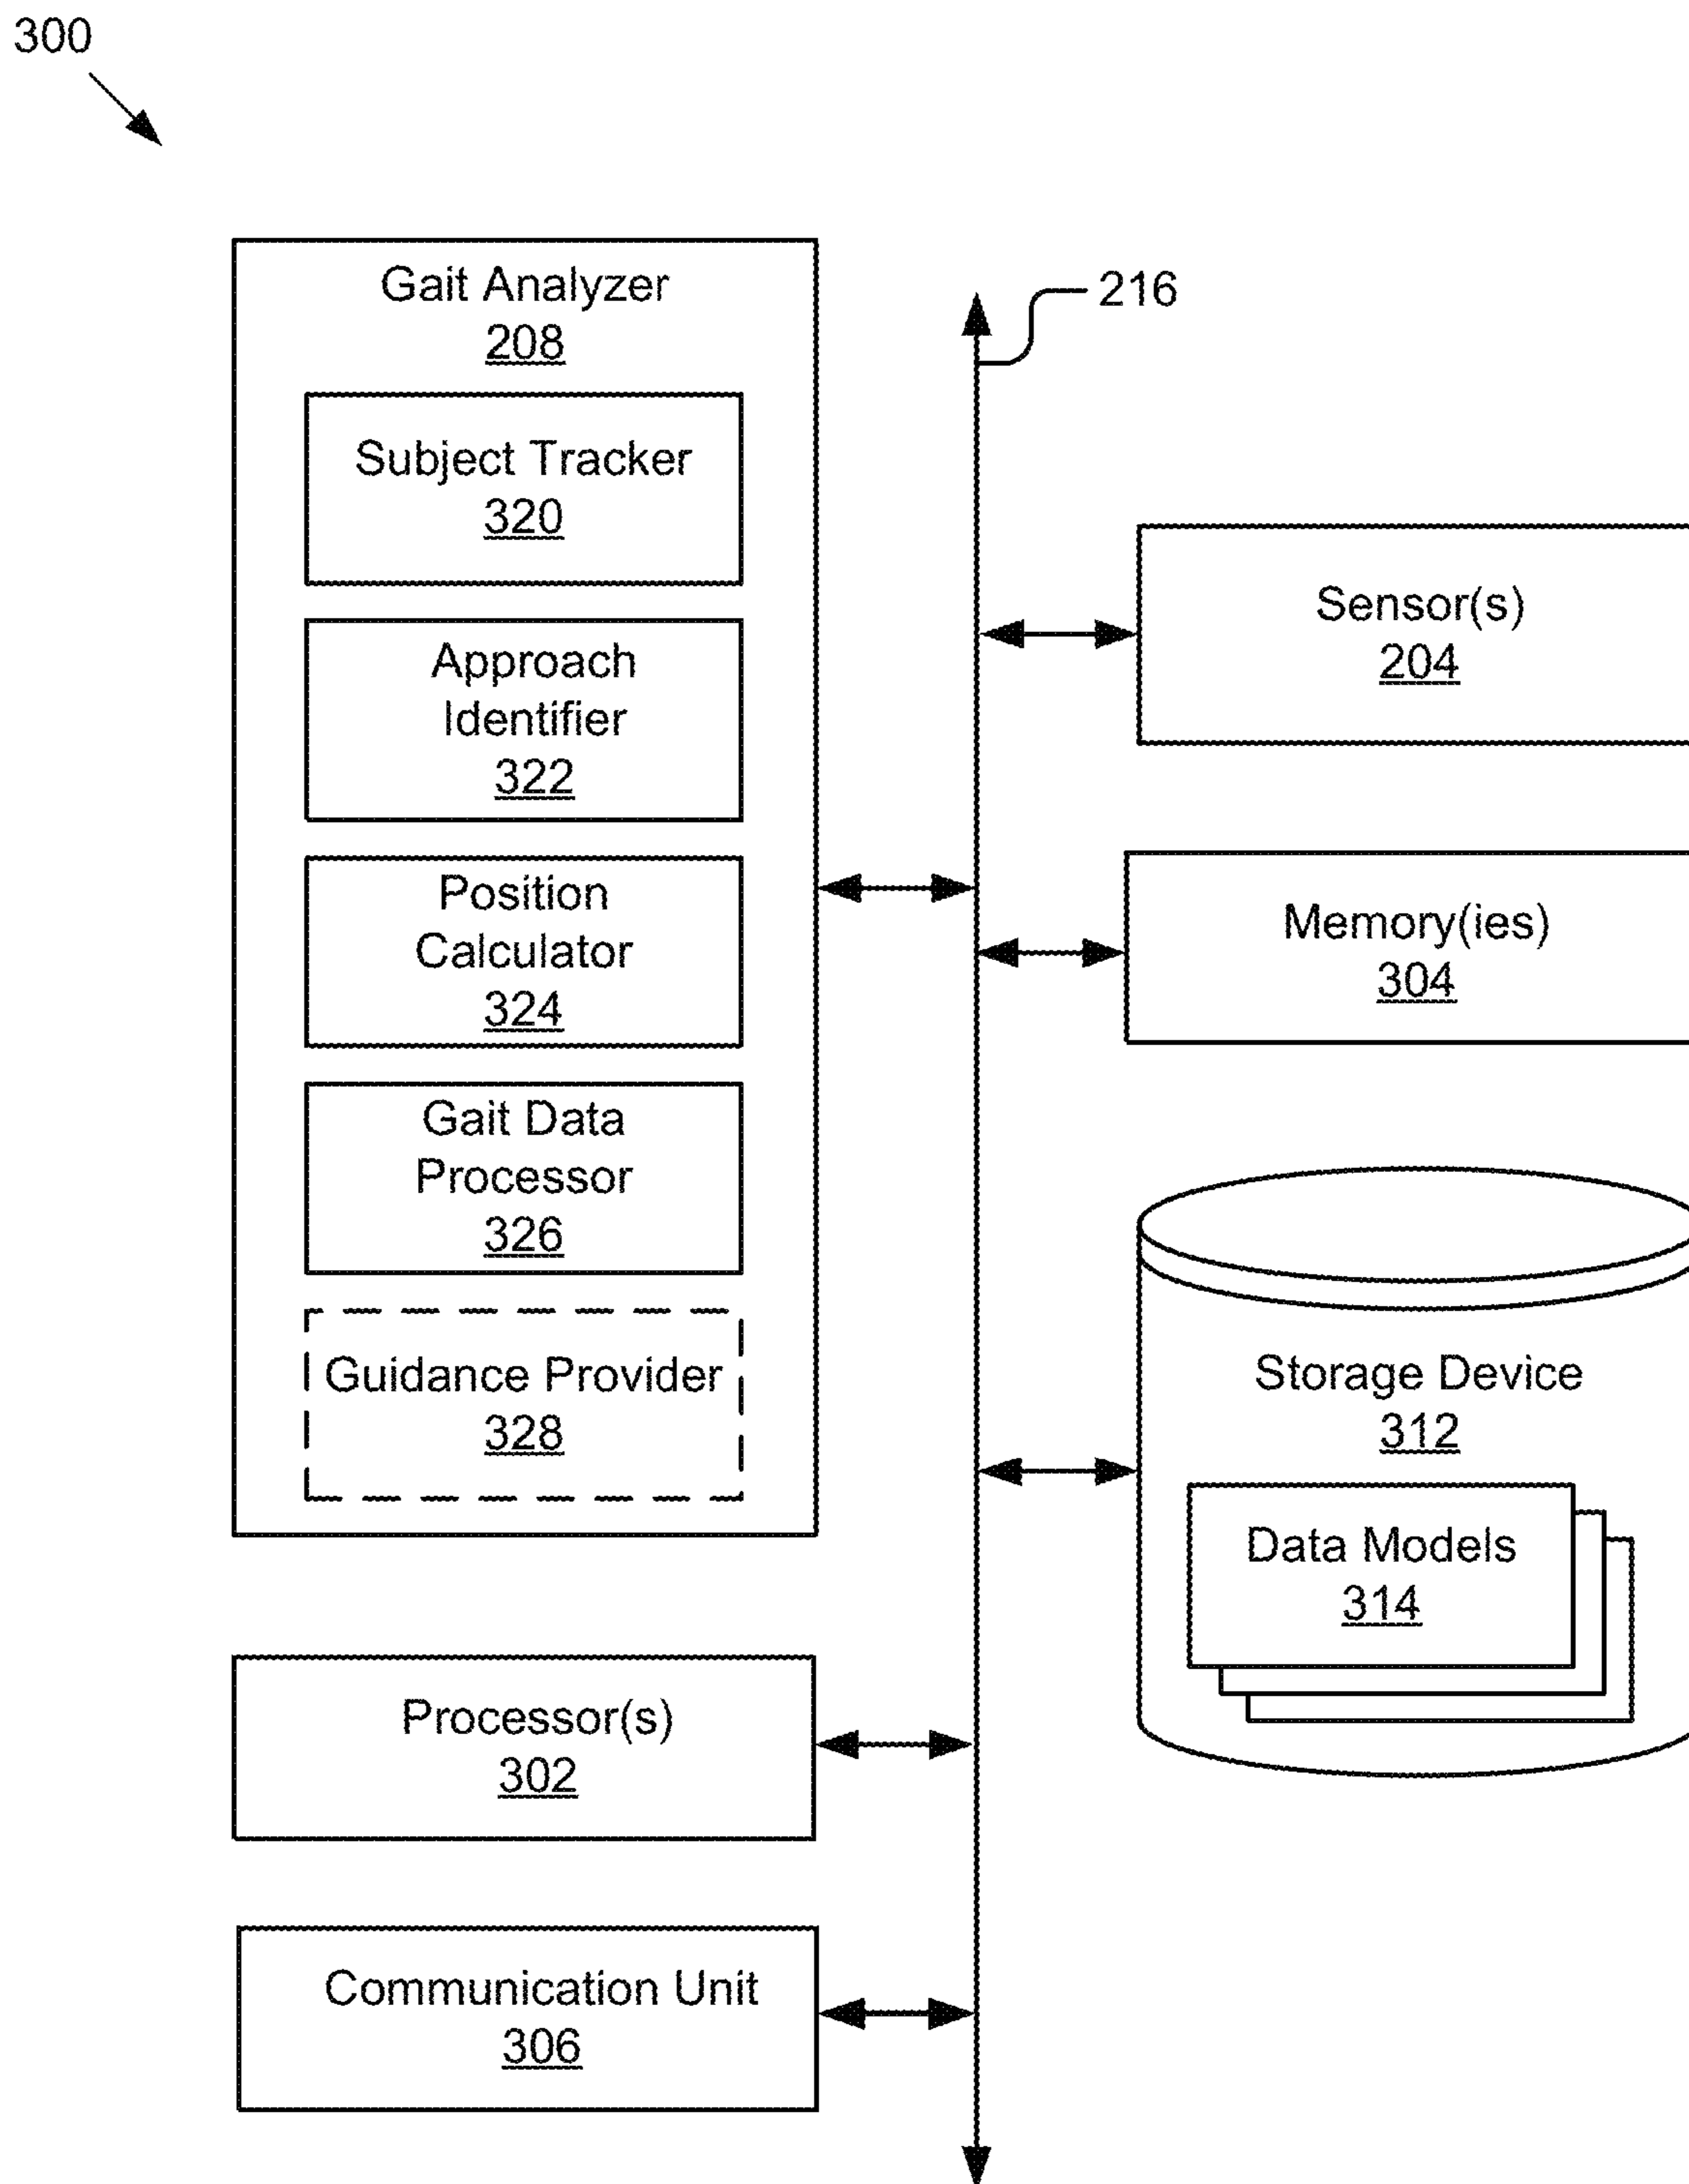 300
Gait Analyzer
208
Subject Tracker
320
Approach
Identifier
322
Position
Calculator
324
Gait Data
Processor
326
Guidance Provider
328
Processor(s)
302
Communication Unit
306
216
Sensor(s)
204
Memory(ies)
304
Storage Device
312
Data Models
314